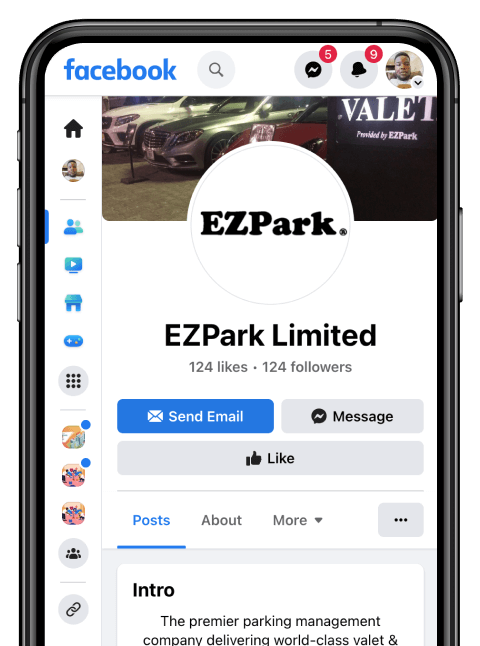 facebook
5
9
VALET
Provided by EZPark
EZPark®
EZPark Limited
124 likes · 124 followers
Send Email
Message
Like
Posts
About
More
Intro
The premier parking management
company delivering world-class valet &